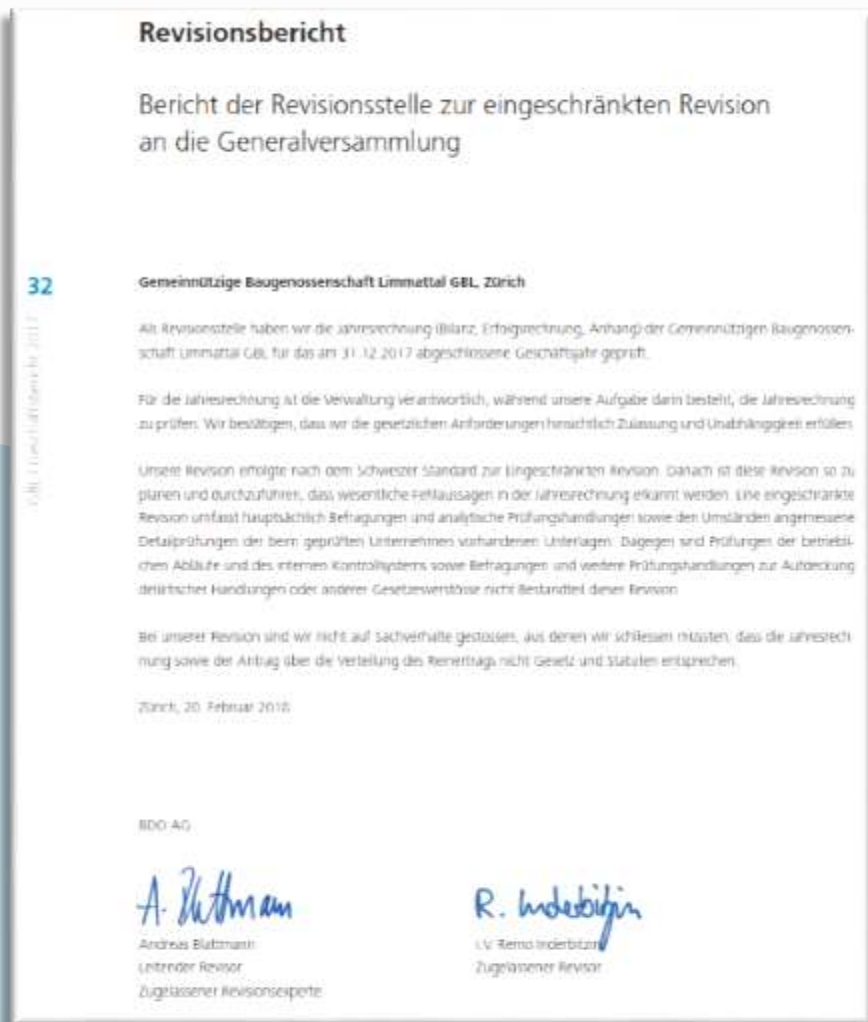 Revisionsbericht
Bericht der Revisionsstelle zur eingeschränkten Revision
an die Generalversammlung
32
GBL Geschäftsbericht 2017
Gemeinnützige Baugenossenschaft Limmattal GBL, Zürich
Als Revisionsstelle haben wir die Jahresrechnung (Bilanz, Erfolgsrechnung, Anhang) der Gemeinnützigen Baugenossen-
schaft Limmattal GBL für das am 31.12.2017 abgeschlossene Geschäftsjahr geprüft.
Für die Jahresrechnung ist die Verwaltung verantwortlich, während unsere Aufgabe darin besteht, die Jahresrechnung
zu prüfen. Wir bestätigen, dass wir die gesetzlichen Anforderungen hinsichtlich Zulassung und Unabhängigkeit erfüllen.
Unsere Revision erfolgte nach dem Schweizer Standard zur Eingeschränkten Revision. Danach ist diese Revision so zu
planen und durchzuführen, dass wesentliche Fehlaussagen in der Jahresrechnung erkannt werden. Eine eingeschränkte
Revision umfasst hauptsächlich Befragungen und analytische Prüfungshandlungen sowie den Umständen angemessene
Detailprüfungen der beim geprüften Unternehmen vorhandenen Unterlagen. Dagegen sind Prüfungen der betriebli-
chen Abläufe und des internen Kontrollsystems sowie Befragungen und weitere Prüfungshandlungen zur Aufdeckung
deliktischer Handlungen oder anderer Gesetzesverstösse nicht Bestandteil dieser Revision.
Bei unserer Revision sind wir nicht auf Sachverhalte gestossen, aus denen wir schliessen müssten, dass die Jahresrech-
nung sowie der Antrag über die Verteilung des Reinertrags nicht Gesetz und Statuten entsprechen.
Zürich, 20. Februar 2018
BDO AG
A. Blattmann
R. Inderbitzin
Andreas Blattmann
i.V. Remo Inderbitzin
Leitender Revisor
Zugelassener Revisor
Zugelassener Revisionsexperte